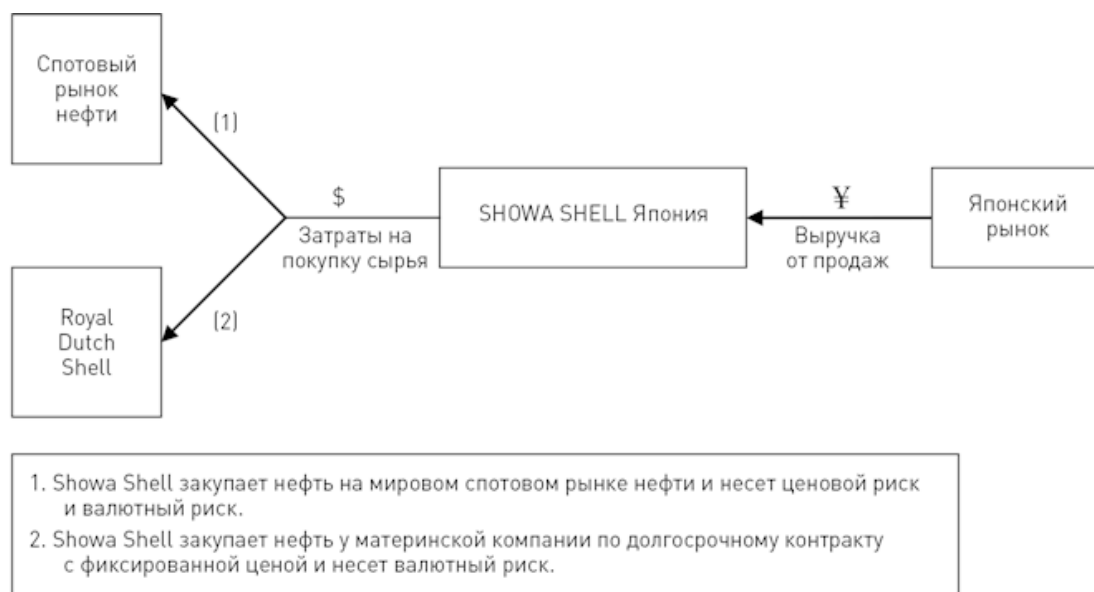 Спотовый
рынок
нефти
(1)
$
Затраты на
покупку сырья
SHOWA SHELL Япония
¥
Выручка
от продаж
Японский
рынок
Royal
Dutch
Shell
(2)
1. Showa Shell закупает нефть на мировом спотовом рынке нефти и несет ценовой риск
и валютный риск.
2. Showa Shell закупает нефть у материнской компании по долгосрочному контракту
с фиксированной ценой и несет валютный риск.